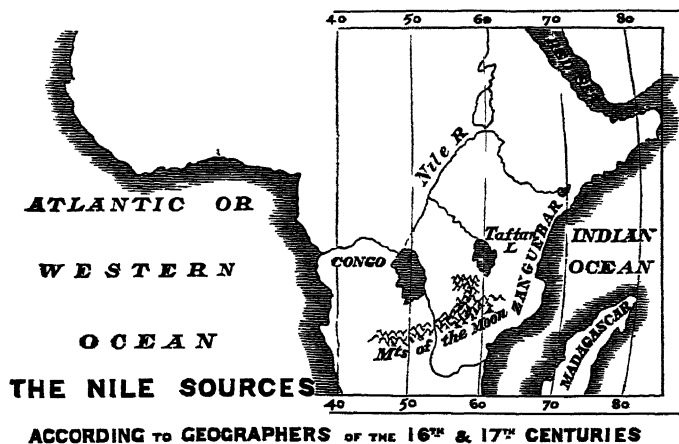 40 50 60 70 80
Nile R
ATLANTIC OR
WESTERN
OCEAN
CONGO
L
ZANGUEBAR
INDIAN
OCEAN
Mts of the Moon
MADAGASCAR
THE NILE SOURCES
40 50 60 70 80
ACCORDING TO GEOGRAPHERS OF THE 16TH & 17TH CENTURIES